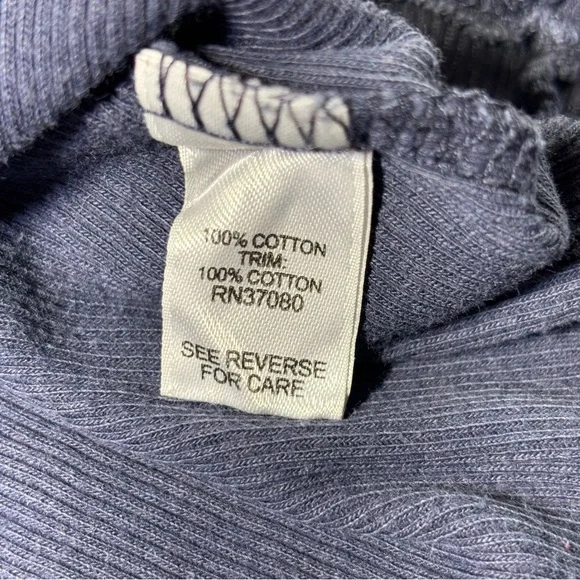 100% COTTON
TRIM:
100% COTTON
RN37080
SEE REVERSE
FOR CARE